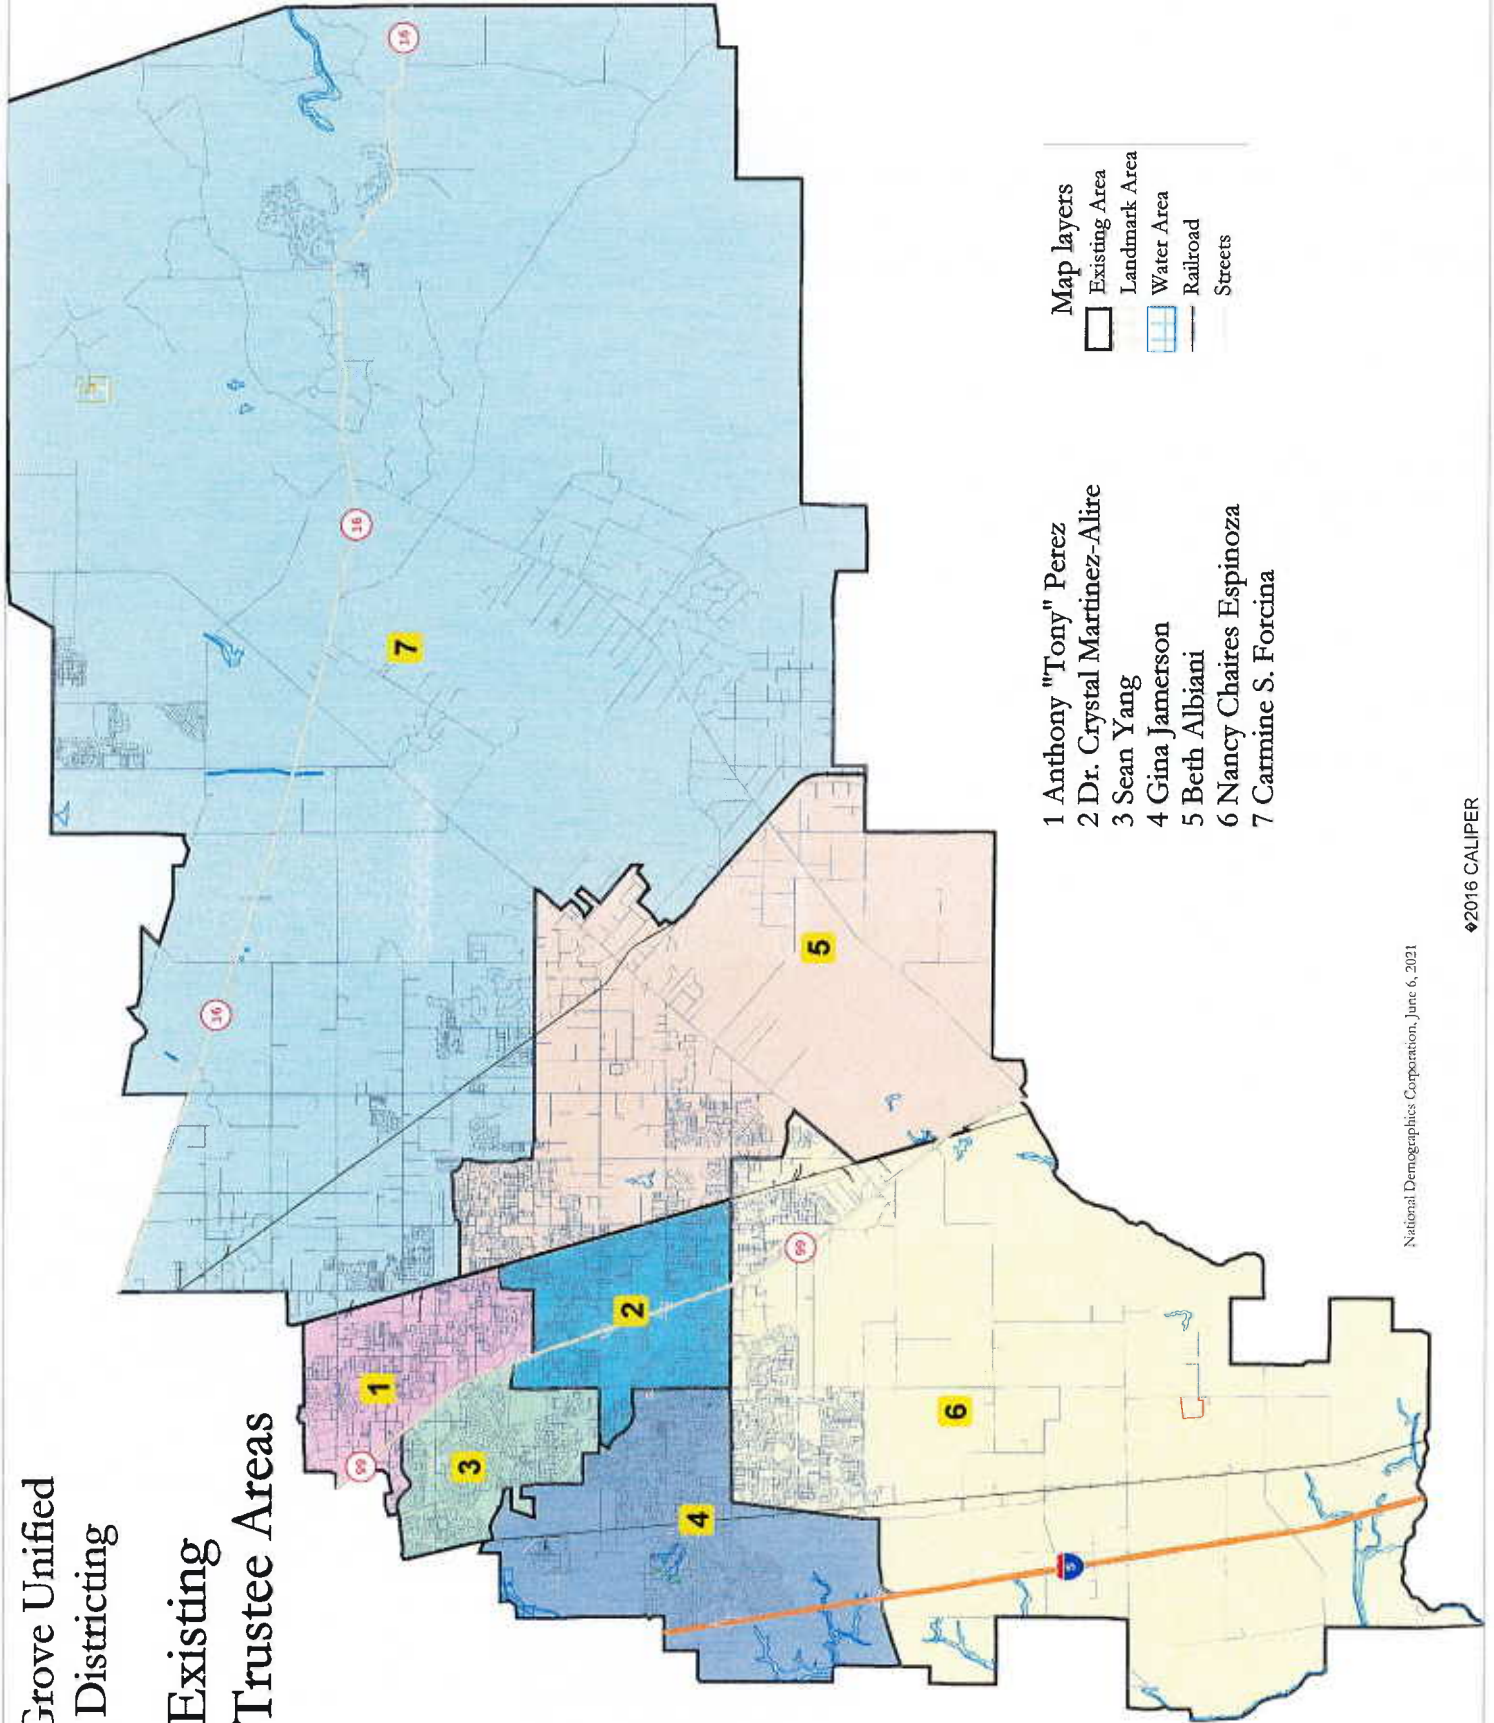 Grove Unified
Districting
Existing
Trustee Areas
16
16
16
7
1
99
3
2
99
5
4
6
5
Map layers
Existing Area
Landmark Area
Water Area
Railroad
Streets
1 Anthony "Tony" Perez
2 Dr. Crystal Martinez-Alire
3 Sean Yang
4 Gina Jamerson
5 Beth Albiani
6 Nancy Chaires Espinoza
7 Carmine S. Forcina
National Demographics Corporation, June 6, 2021
�2016 CALIPER